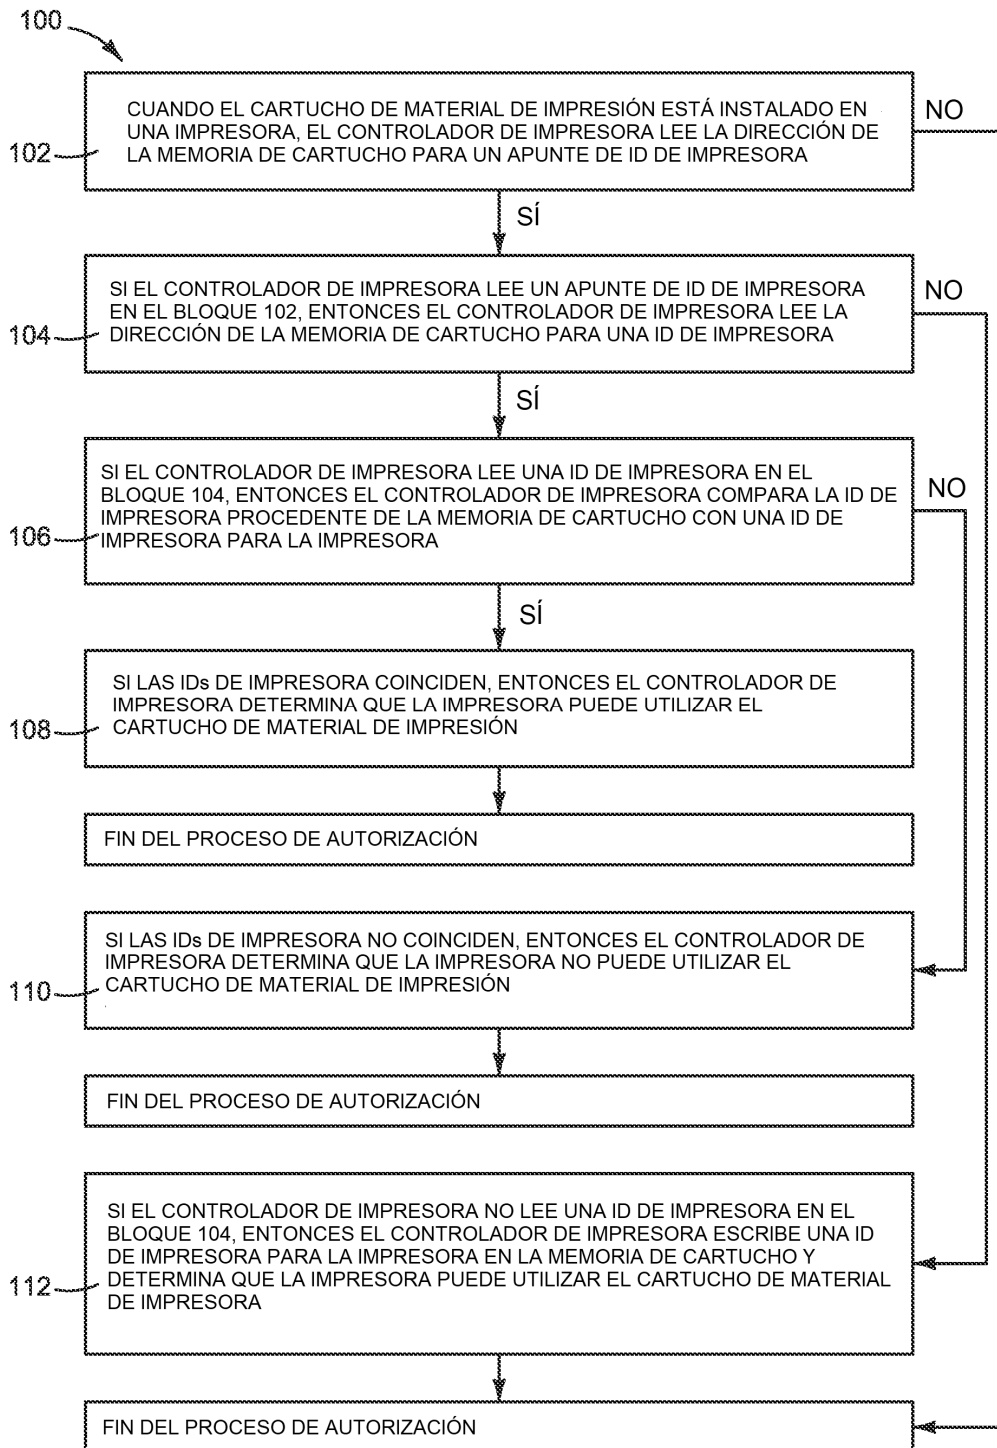 100
CUANDO EL CARTUCHO DE MATERIAL DE IMPRESIÓN ESTÁ INSTALADO EN
UNA IMPRESORA, EL CONTROLADOR DE IMPRESORA LEE LA DIRECCIÓN DE
LA MEMORIA DE CARTUCHO PARA UN APUNTE DE ID DE IMPRESORA
102
NO
SÍ
SI EL CONTROLADOR DE IMPRESORA LEE UN APUNTE DE ID DE IMPRESORA
EN EL BLOQUE 102, ENTONCES EL CONTROLADOR DE IMPRESORA LEE LA
DIRECCIÓN DE LA MEMORIA DE CARTUCHO PARA UNA ID DE IMPRESORA
104
NO
SÍ
SI EL CONTROLADOR DE IMPRESORA LEE UNA ID DE IMPRESORA EN EL
BLOQUE 104, ENTONCES EL CONTROLADOR DE IMPRESORA COMPARA LA ID DE
IMPRESORA PROCEDENTE DE LA MEMORIA DE CARTUCHO CON UNA ID DE
IMPRESORA PARA LA IMPRESORA
106
NO
SÍ
SI LAS IDs DE IMPRESORA COINCIDEN, ENTONCES EL CONTROLADOR DE
IMPRESORA DETERMINA QUE LA IMPRESORA PUEDE UTILIZAR EL
CARTUCHO DE MATERIAL DE IMPRESIÓN
108
FIN DEL PROCESO DE AUTORIZACIÓN
SI LAS IDs DE IMPRESORA NO COINCIDEN, ENTONCES EL CONTROLADOR DE
IMPRESORA DETERMINA QUE LA IMPRESORA NO PUEDE UTILIZAR EL
CARTUCHO DE MATERIAL DE IMPRESIÓN
110
FIN DEL PROCESO DE AUTORIZACIÓN
SI EL CONTROLADOR DE IMPRESORA NO LEE UNA ID DE IMPRESORA EN EL
BLOQUE 104, ENTONCES EL CONTROLADOR DE IMPRESORA ESCRIBE UNA ID
DE IMPRESORA PARA LA IMPRESORA EN LA MEMORIA DE CARTUCHO Y
DETERMINA QUE LA IMPRESORA PUEDE UTILIZAR EL CARTUCHO DE MATERIAL
DE IMPRESORA
112
FIN DEL PROCESO DE AUTORIZACIÓN